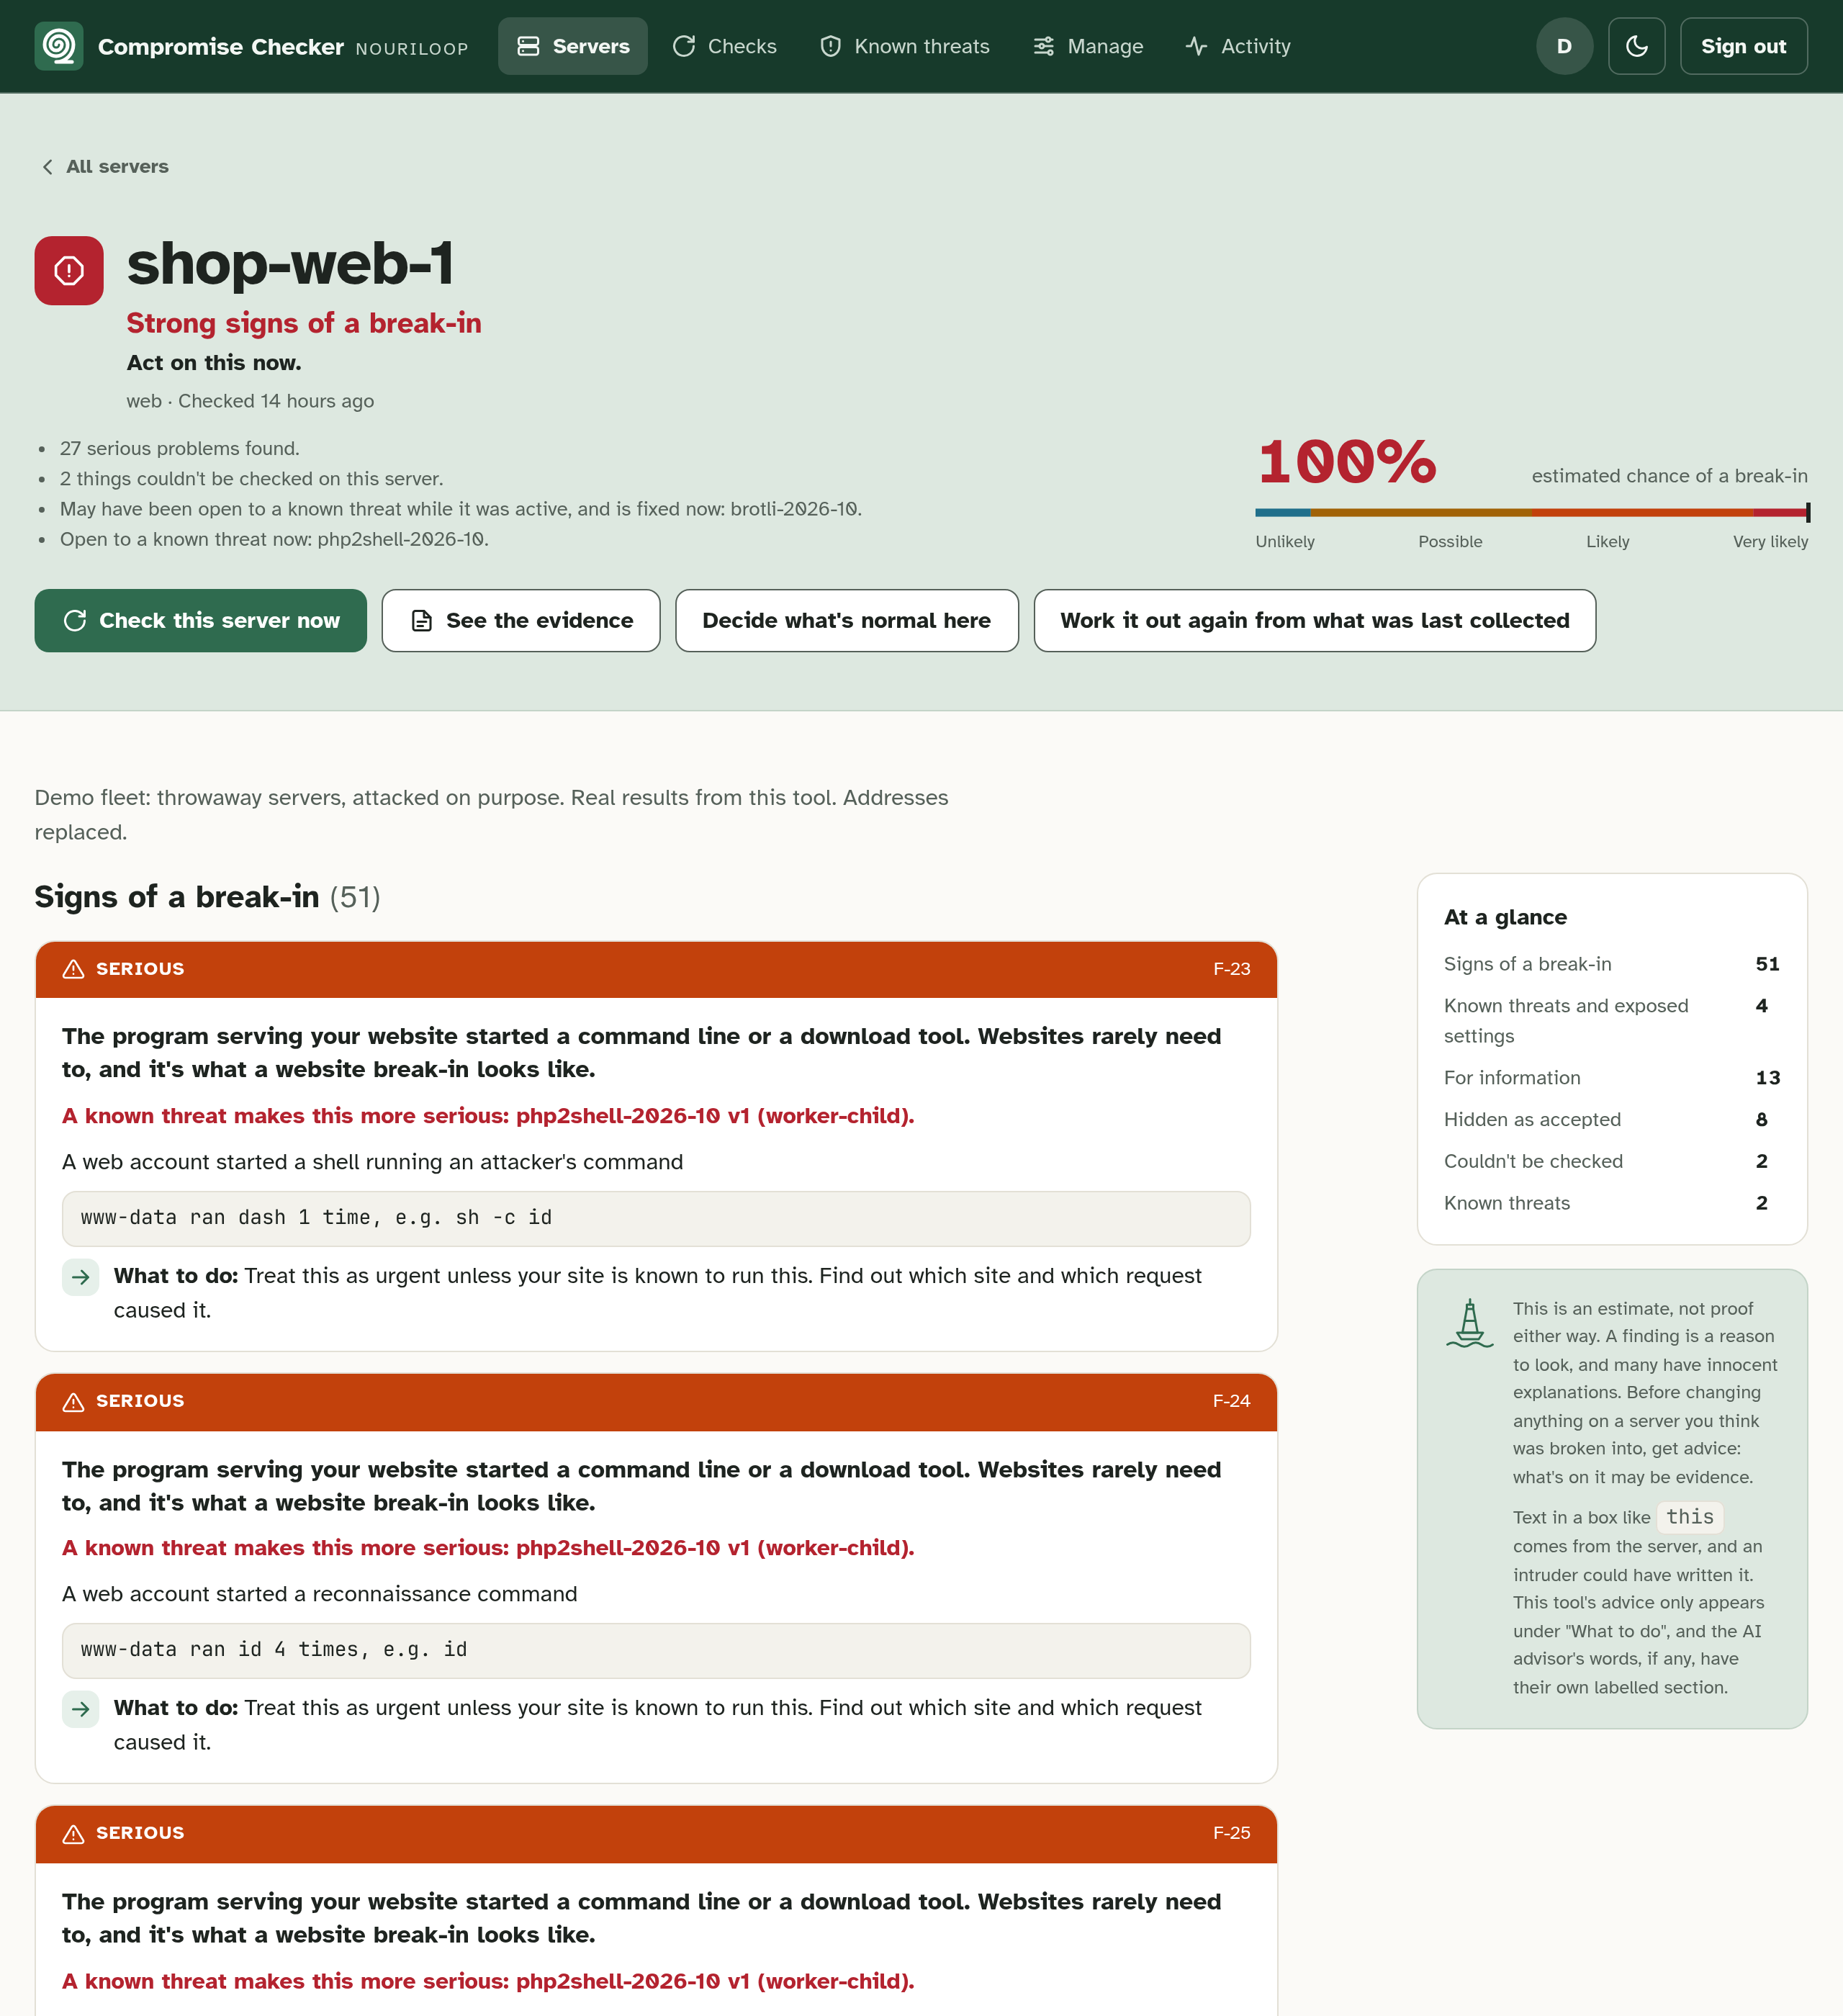 Compromise Checker NOURILOOP
Servers
Checks
Known threats
Manage
Activity
D
Sign out
All servers
shop-web-1
Strong signs of a break-in
Act on this now.
web · Checked 14 hours ago
• 27 serious problems found.
• 2 things couldn't be checked on this server.
• May have been open to a known threat while it was active, and is fixed now: brotli-2026-10.
• Open to a known threat now: php2shell-2026-10.
100%
estimated chance of a break-in
Unlikely
Possible
Likely
Very likely
Check this server now
See the evidence
Decide what's normal here
Work it out again from what was last collected
Demo fleet: throwaway servers, attacked on purpose. Real results from this tool. Addresses
replaced.
Signs of a break-in (51)
SERIOUS
F-23
The program serving your website started a command line or a download tool. Websites rarely need
to, and it's what a website break-in looks like.
A known threat makes this more serious: php2shell-2026-10 v1 (worker-child).
A web account started a shell running an attacker's command
www-data ran dash 1 time, e.g. sh -c id
What to do: Treat this as urgent unless your site is known to run this. Find out which site and which request
caused it.
SERIOUS
F-24
The program serving your website started a command line or a download tool. Websites rarely need
to, and it's what a website break-in looks like.
A known threat makes this more serious: php2shell-2026-10 v1 (worker-child).
A web account started a reconnaissance command
www-data ran id 4 times, e.g. id
What to do: Treat this as urgent unless your site is known to run this. Find out which site and which request
caused it.
SERIOUS
F-25
The program serving your website started a command line or a download tool. Websites rarely need
to, and it's what a website break-in looks like.
A known threat makes this more serious: php2shell-2026-10 v1 (worker-child).
At a glance
Signs of a break-in 51
Known threats and exposed 4
settings
For information 13
Hidden as accepted 8
Couldn't be checked 2
Known threats 2
This is an estimate, not proof
either way. A finding is a reason
to look, and many have innocent
explanations. Before changing
anything on a server you think
was broken into, get advice:
what's on it may be evidence.
Text in a box like this
comes from the server, and an
intruder could have written it.
This tool's advice only appears
under "What to do", and the AI
advisor's words, if any, have
their own labelled section.